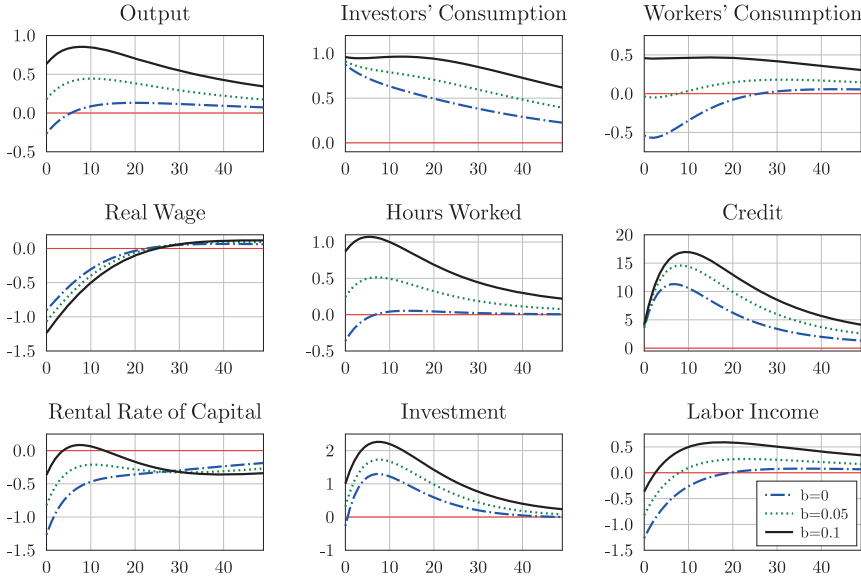 Output
Investors' Consumption
Workers' Consumption
1.0
0.5
0.0
-0.5
0 10 20 30 40
1.0
0.5
0.0
0 10 20 30 40
0.5
0.0
-0.5
0 10 20 30 40
Real Wage
Hours Worked
Credit
0.0
-0.5
-1.0
-1.5
0 10 20 30 40
1.0
0.5
0.0
-0.5
0 10 20 30 40
20
15
10
5
0
0 10 20 30 40
Rental Rate of Capital
Investment
Labor Income
0.0
-0.5
-1.0
-1.5
0 10 20 30 40
2
1
0
-1
0 10 20 30 40
0.5
0.0
-0.5
-1.0
-1.5
0 10 20 30 40
b=0
b=0.05
b=0.1